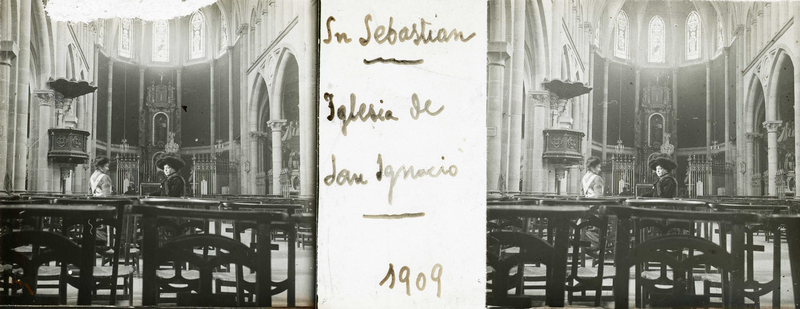 Sn Sebastian
Iglesia de
San Ignacio
1909